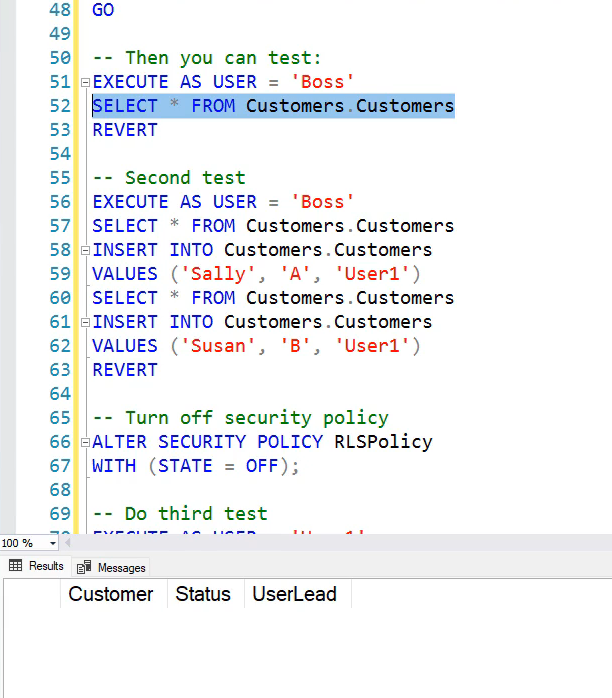 48 GO
49
50 -- Then you can test:
51 EXECUTE AS USER = 'Boss'
52 SELECT * FROM Customers.Customers
53 REVERT
54
55 -- Second test
56 EXECUTE AS USER = 'Boss'
57 SELECT * FROM Customers.Customers
58 INSERT INTO Customers.Customers
59 VALUES ('Sally', 'A', 'User1')
60 SELECT * FROM Customers.Customers
61 INSERT INTO Customers.Customers
62 VALUES ('Susan', 'B', 'User1')
63 REVERT
64
65 -- Turn off security policy
66 ALTER SECURITY POLICY RLSPolicy
67 WITH (STATE = OFF);
68
69 -- Do third test
100 %
Results Messages
Customer Status UserLead